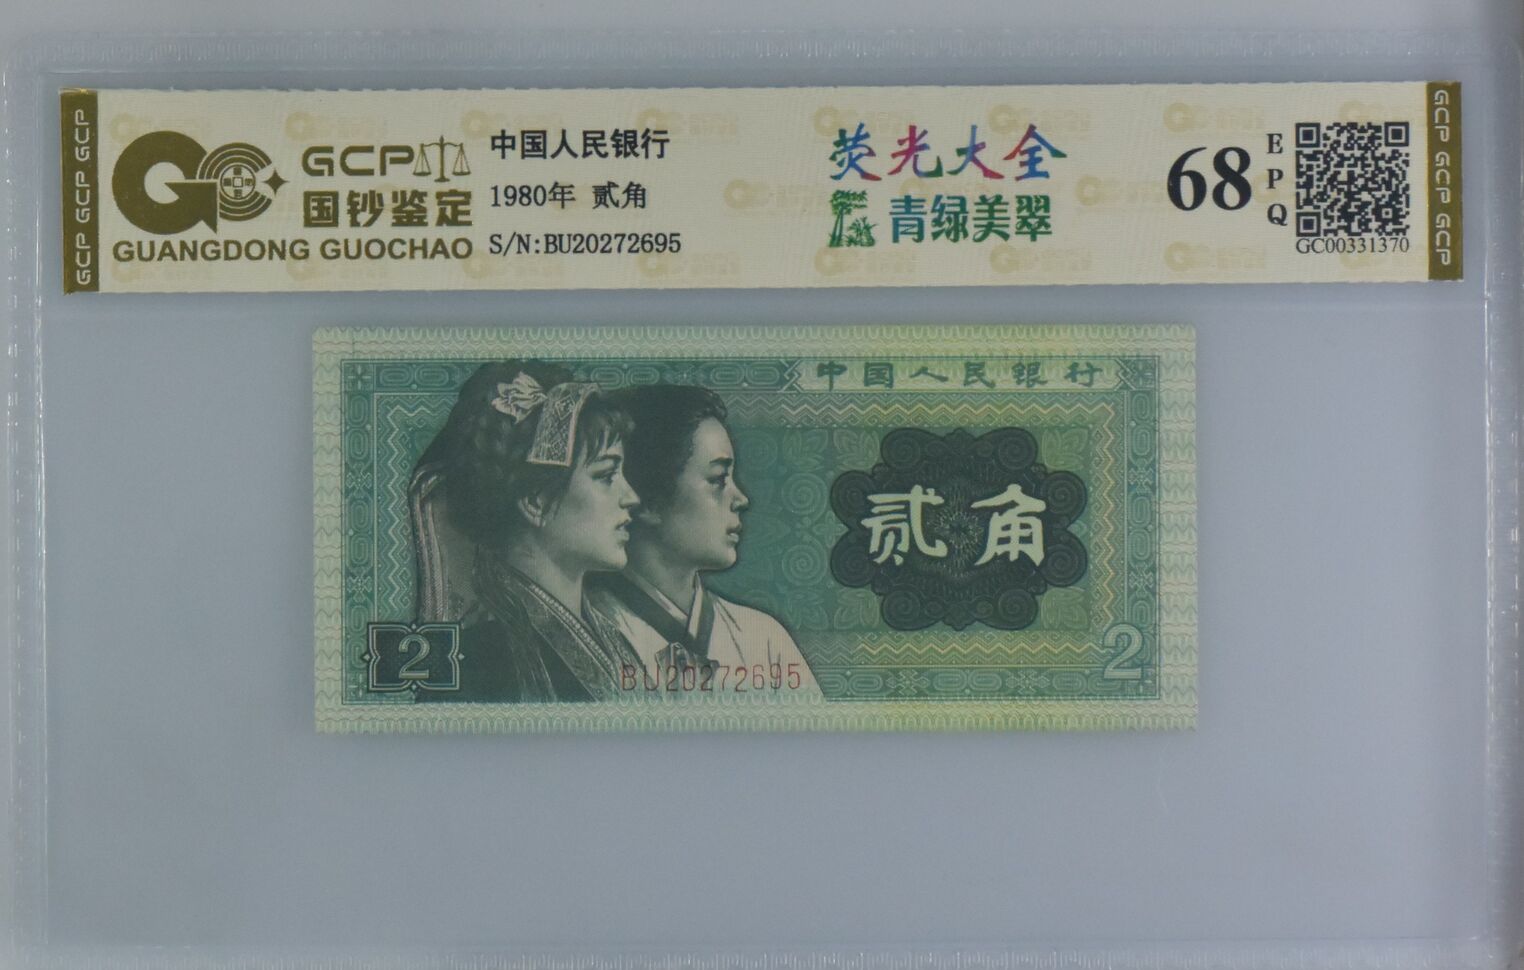 GCP GCP GCP
GCP
国钞鉴定
GUANGDONG GUOCHAO
中国人民银行
1980年 贰角
S/N:BU20272695
荧光大全
青绿美翠
68
EPQ
GC00331370
GCP GCP GCP
中国人民银行
贰角
2
BU20272695
2